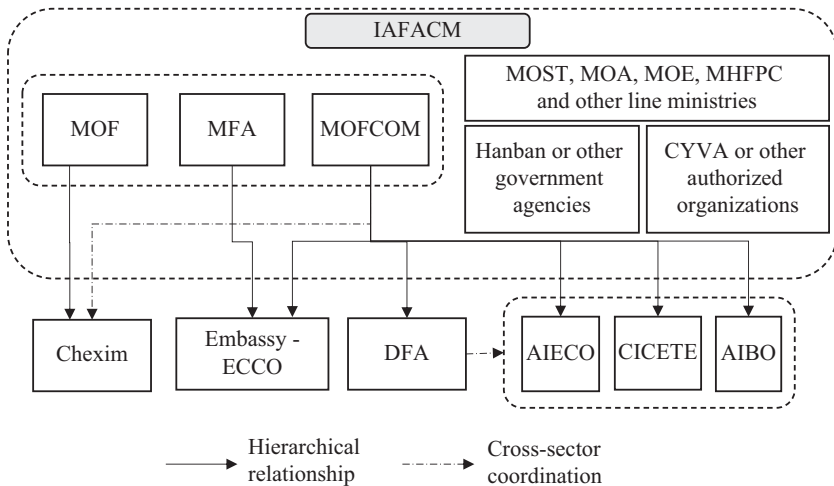 IAFACM
MOF
MFA
MOFCOM
MOST, MOA, MOE, MHFPC
and other line ministries
Hanban or other
government
agencies
CYVA or other
authorized
organizations
Chexim
Embassy -
ECCO
DFA
AIECO
CICETE
AIBO
Hierarchical
relationship
Cross-sector
coordination